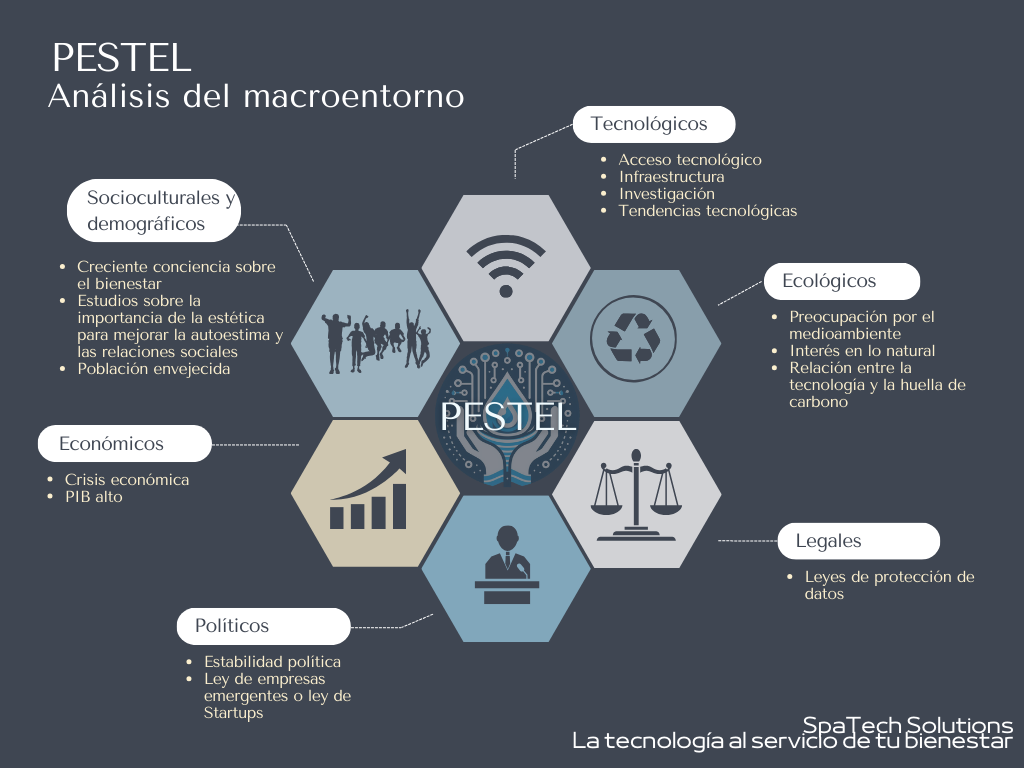 PESTEL
Análisis del macroentorno
Tecnológicos
• Acceso tecnológico
• Infraestructura
• Investigación
• Tendencias tecnológicas
Socioculturales y
demográficos
• Creciente conciencia sobre
el bienestar
• Estudios sobre la
importancia de la estética
para mejorar la autoestima y
las relaciones sociales
• Población envejecida
Ecológicos
• Preocupación por el
medioambiente
• Interés en lo natural
• Relación entre la
tecnología y la huella de
carbono
PESTEL
Económicos
• Crisis económica
• PIB alto
Legales
• Leyes de protección de
datos
Políticos
• Estabilidad política
• Ley de empresas
emergentes o ley de
Startups
SpaTech Solutions
La tecnología al servicio de tu bienestar